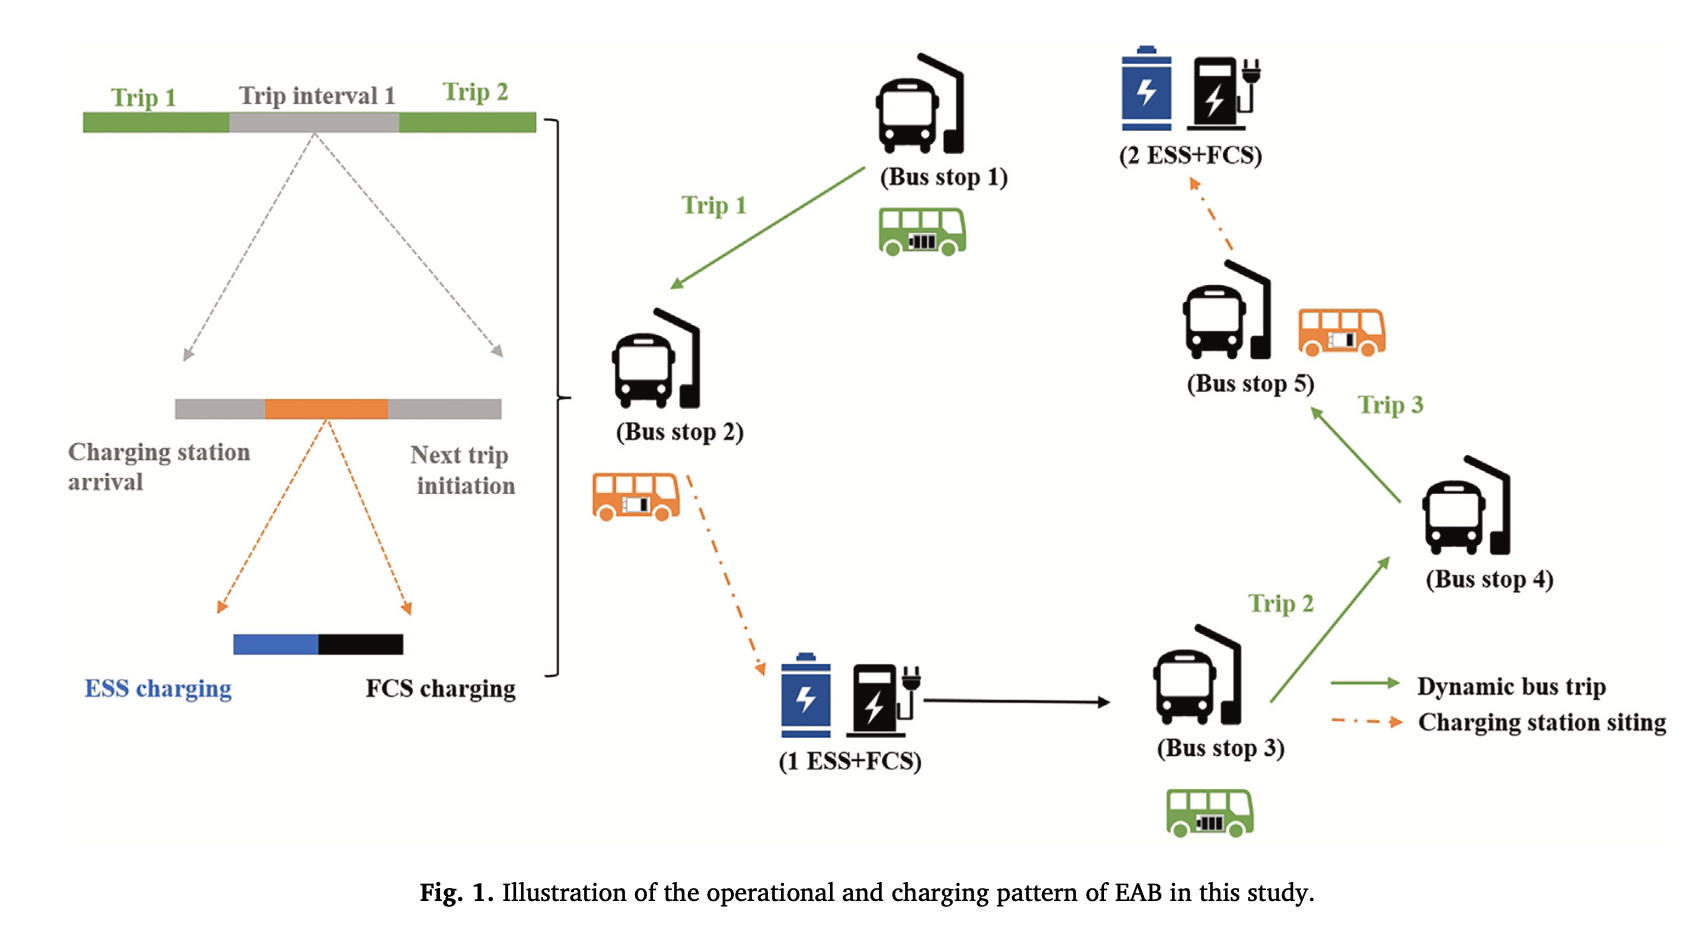 Trip 1
Trip interval 1
Trip 2
Charging station
arrival
Next trip
initiation
ESS charging
FCS charging
(Bus stop 1)
Trip 1
(Bus stop 2)
(1 ESS+FCS)
(Bus stop 3)
Trip 2
(Bus stop 4)
Trip 3
(Bus stop 5)
(2 ESS+FCS)
Dynamic bus trip
Charging station siting
Fig. 1. Illustration of the operational and charging pattern of EAB in this study.